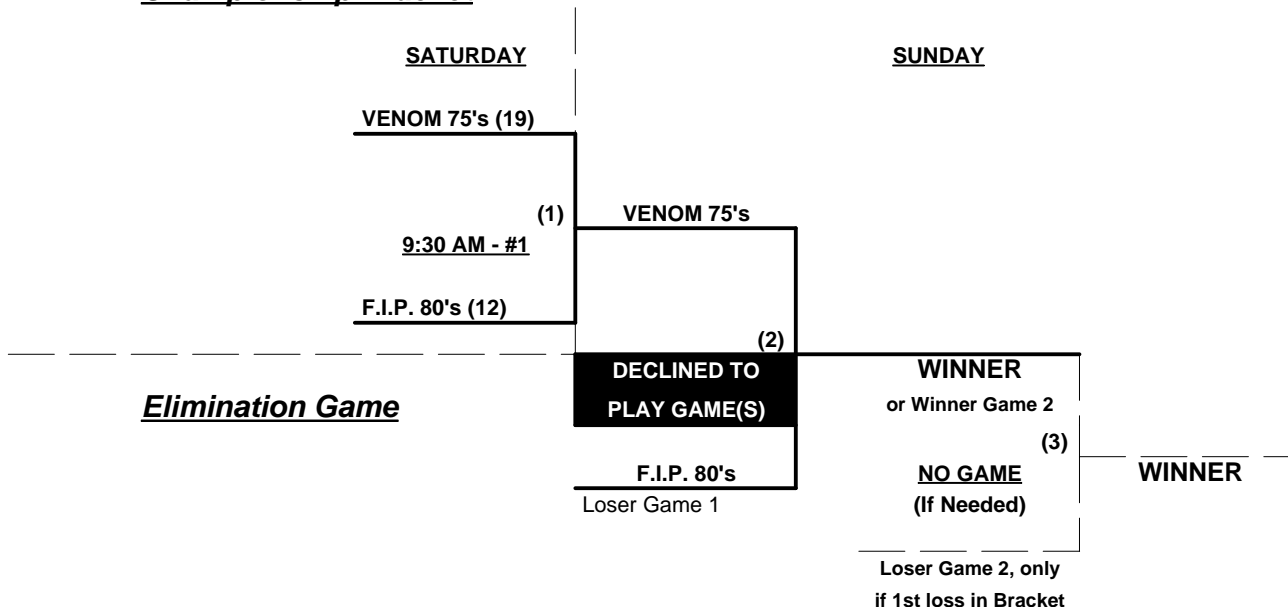 SATURDAY
SUNDAY
VENOM 75's (19)
(1)
VENOM 75's
9:30 AM - #1
F.I.P. 80's (12)
(2)
DECLINED TO
PLAY GAME(S)
WINNER
or Winner Game 2
Elimination Game
(3)
F.I.P. 80's
Loser Game 1
NO GAME
(If Needed)
WINNER
Loser Game 2, only
if 1st loss in Bracket